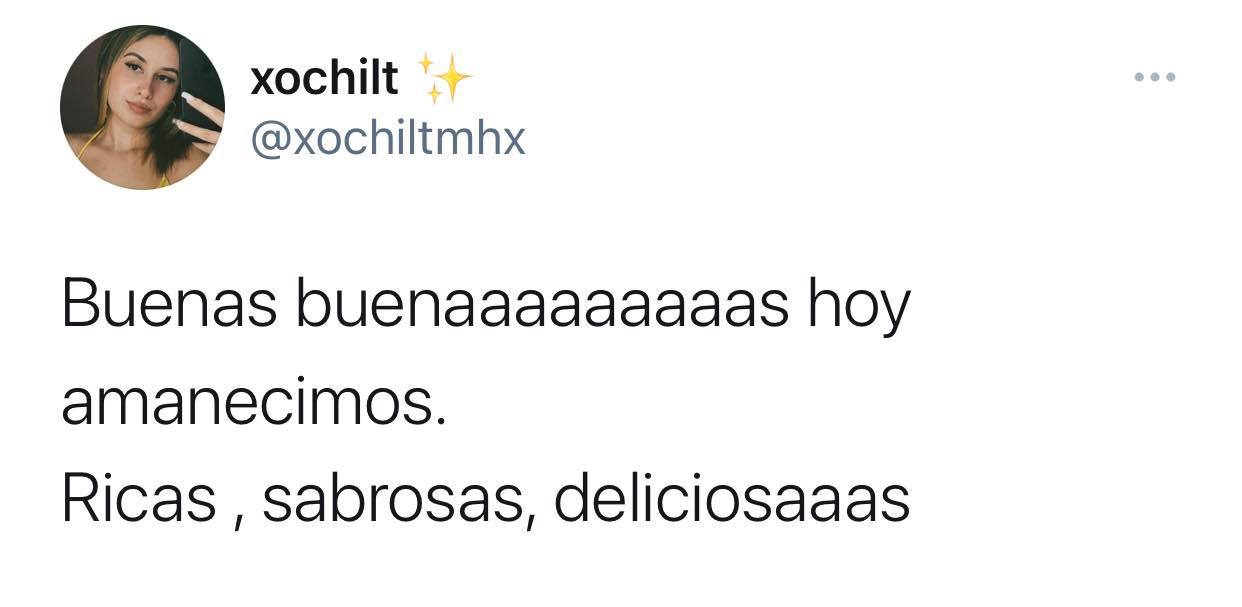 xochilt ✨
@xochiltmhx
Buenas buenaaaaaaaaas hoy
amanecimos.
Ricas , sabrosas, deliciosaaas